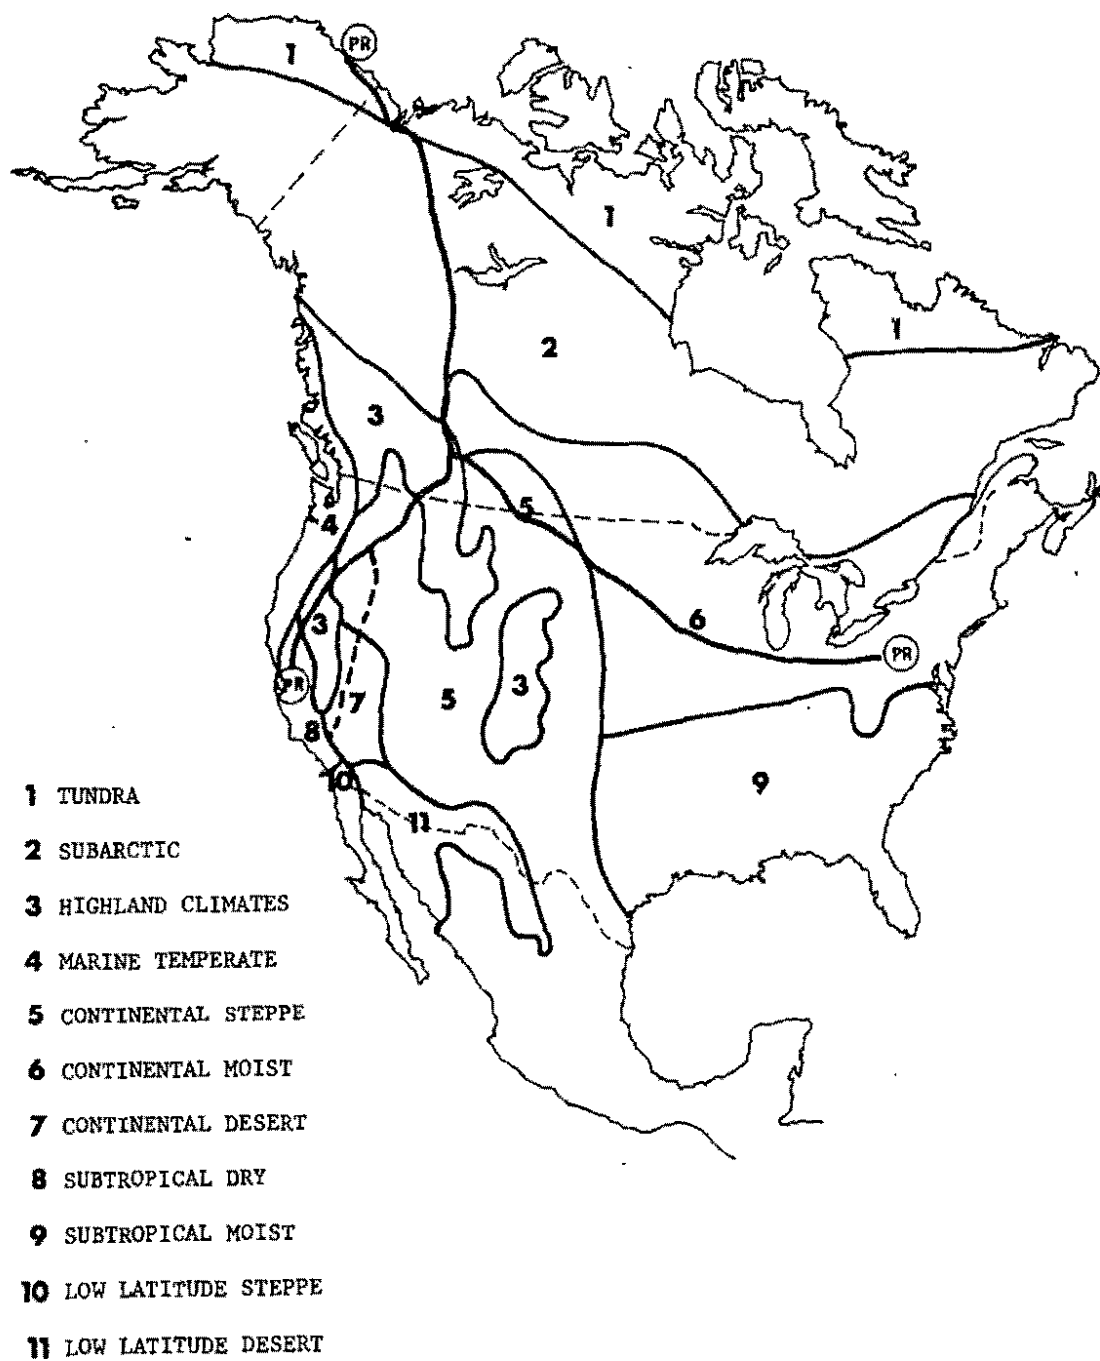 1
PR
1
1
2
3
5
4
6
3
PR
PR
3
7
5
8
10
9
11
1 TUNDRA
2 SUBARCTIC
3 HIGHLAND CLIMATES
4 MARINE TEMPERATE
5 CONTINENTAL STEPPE
6 CONTINENTAL MOIST
7 CONTINENTAL DESERT
8 SUBTROPICAL DRY
9 SUBTROPICAL MOIST
10 LOW LATITUDE STEPPE
11 LOW LATITUDE DESERT